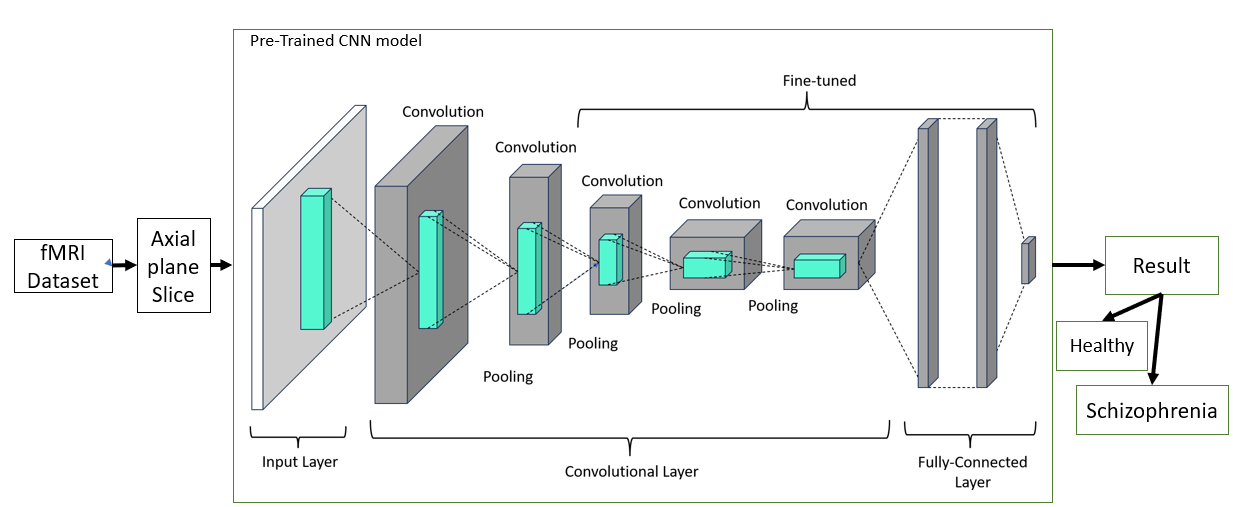 Pre-Trained CNN model
Fine-tuned
Convolution
Convolution
Convolution
Convolution
Convolution
fMRI
Dataset
Axial
plane
Slice
Pooling
Pooling
Pooling
Pooling
Input Layer
Convolutional Layer
Fully-Connected
Layer
Result
Healthy
Schizophrenia